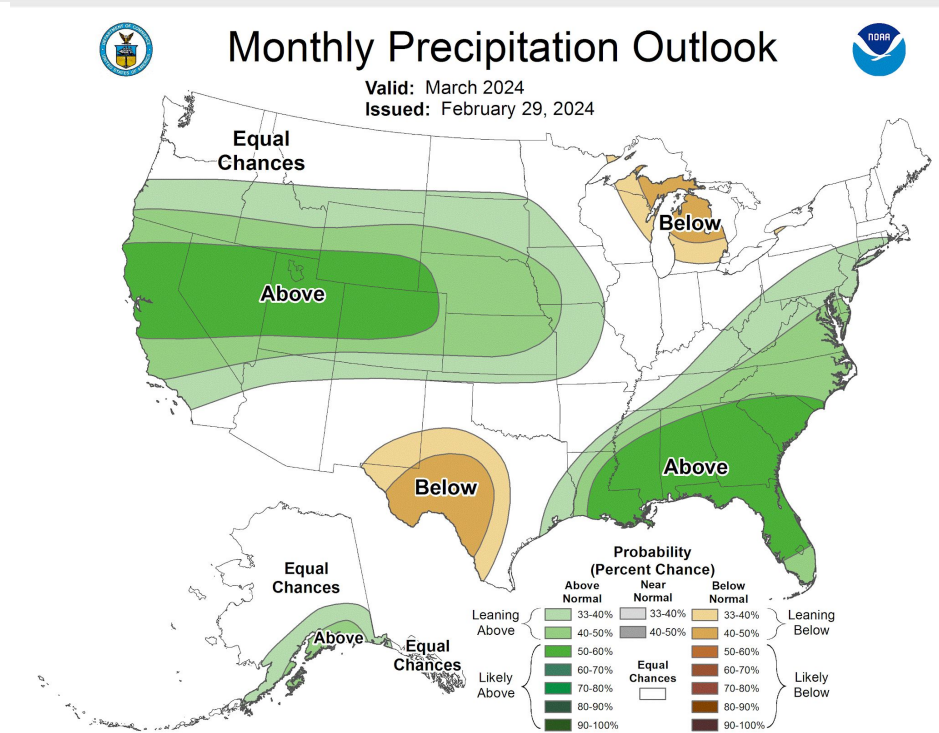 Monthly Precipitation Outlook
NOAA
Valid: March 2024
Issued: February 29, 2024
Equal
Chances
Below
Above
Above
Below
Equal
Chances
Above
Equal
Chances
Probability
(Percent Chance)
Above
Normal
Near
Normal
Below
Normal
Leaning
Above
33-40%
33-40%
33-40%
Leaning
Below
40-50%
40-50%
40-50%
50-60%
50-60%
Likely
Above
60-70%
Equal
Chances
60-70%
Likely
Below
70-80%
70-80%
80-90%
80-90%
90-100%
90-100%